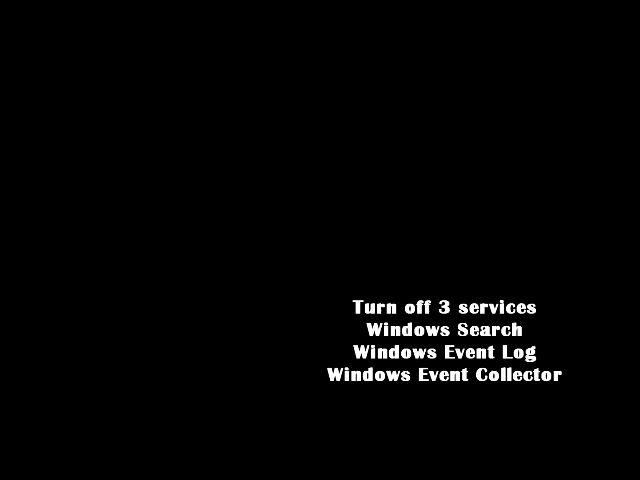 Turn off 3 services
Windows Search
Windows Event Log
Windows Event Collector